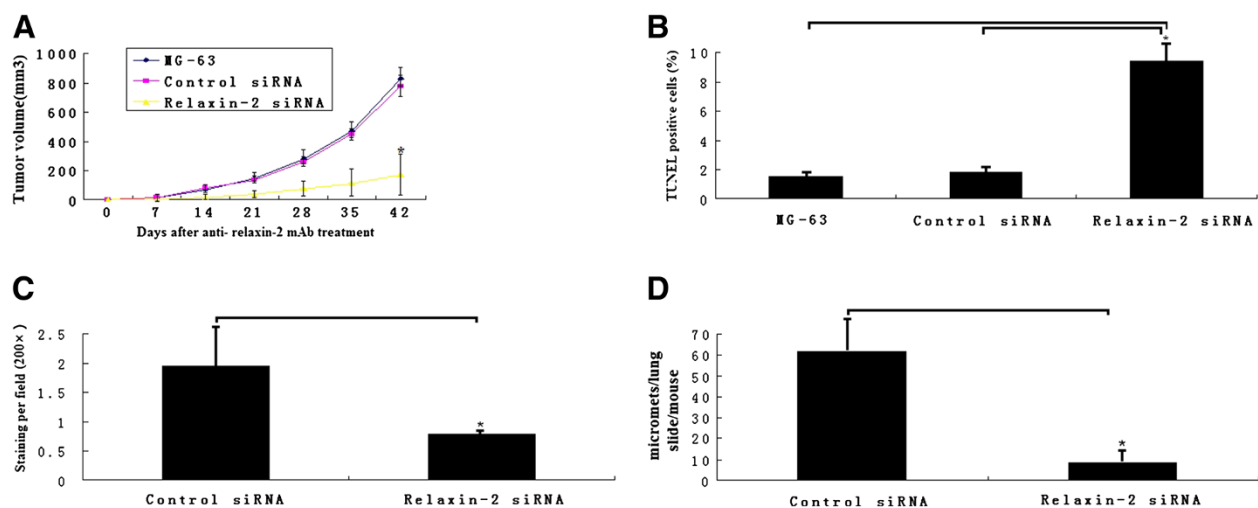 A
Tumor volume(mm3)
1000
800
600
400
200
0
MG-63
Control siRNA
Relaxin-2 siRNA
*
0 7 14 21 28 35 42
Days after anti- relaxin-2 mAb treatment
B
TUNEL positive cells (%)
10
8
6
4
2
0
*
MG-63 Control siRNA Relaxin-2 siRNA
C
Staining per field (200×)
2.5
2
1.5
1
0.5
0
*
Control siRNA Relaxin-2 siRNA
D
micromets/lung
slide/mouse
70
60
50
40
30
20
10
0
*
Control siRNA Relaxin-2 siRNA